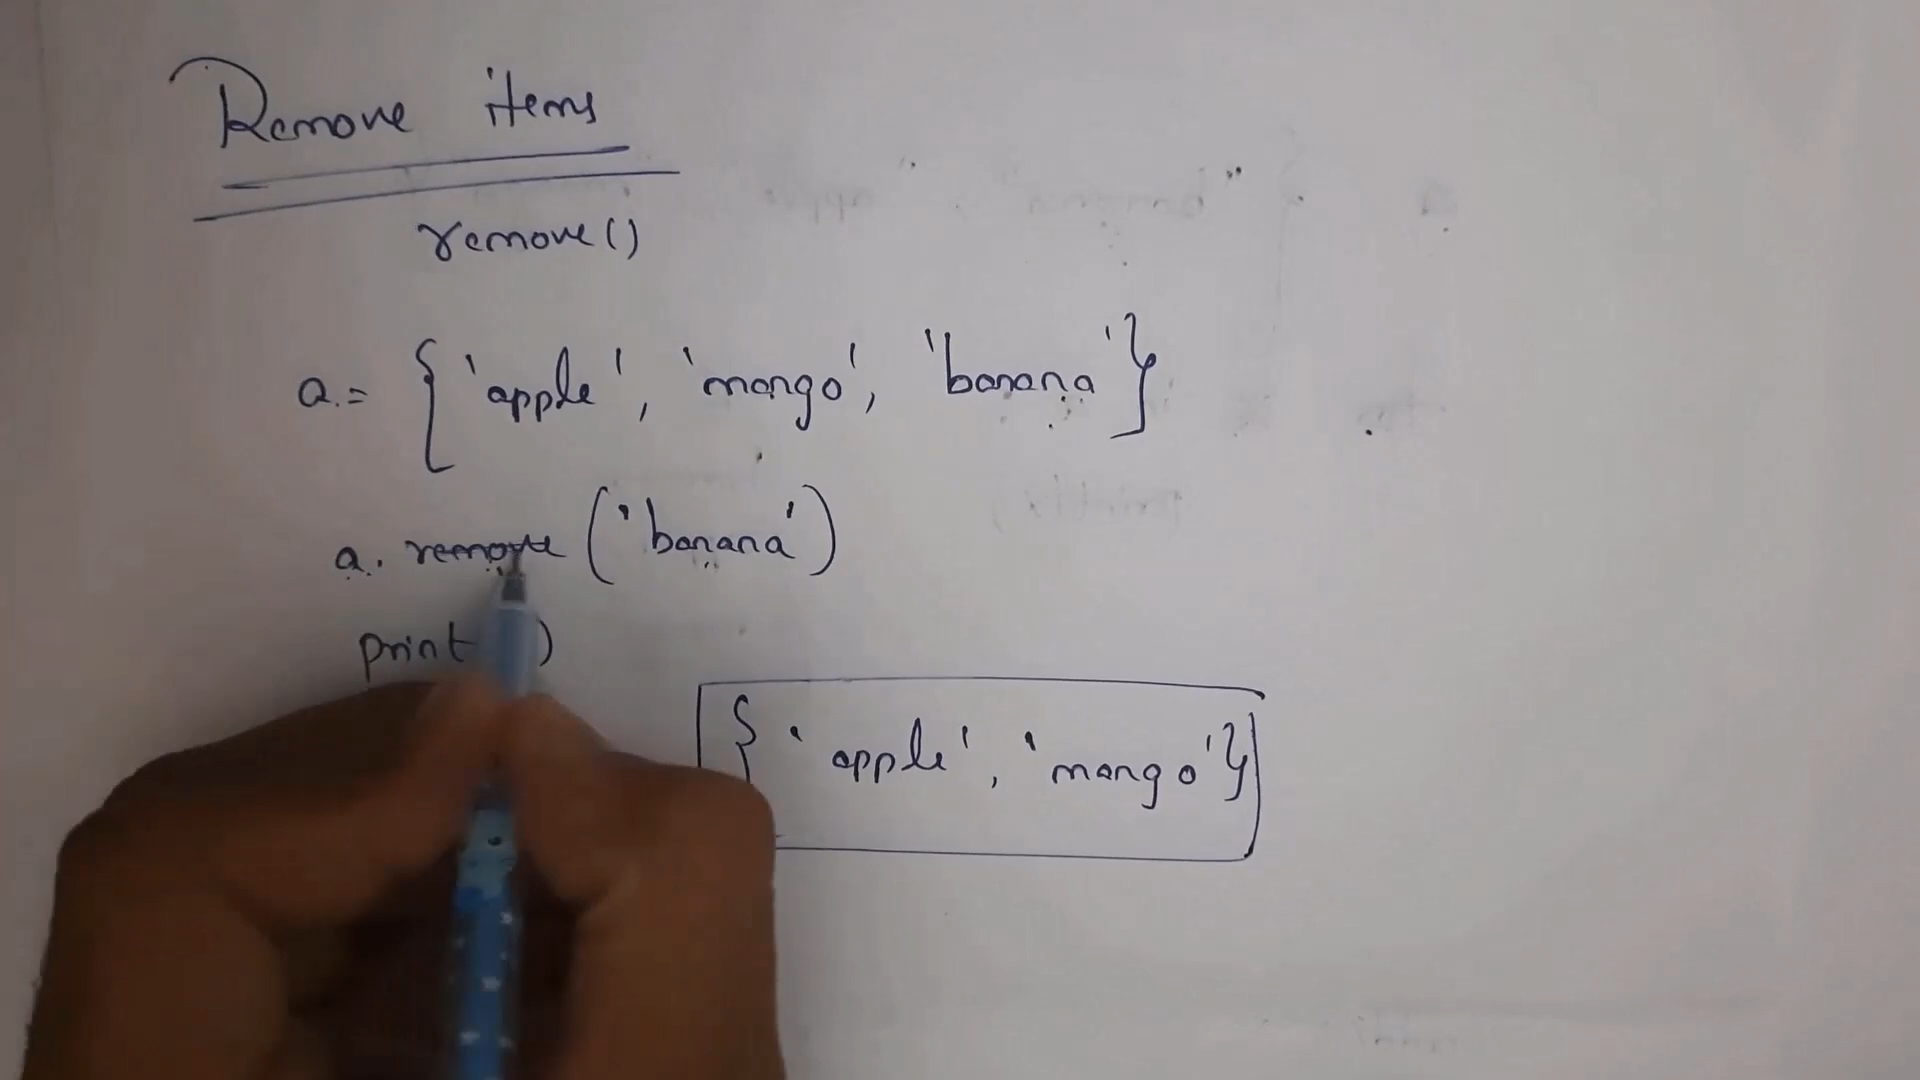 Remove items
remove()
a = { 'apple', 'mango', 'banana' }
a. remove ('banana')
print )
{ 'apple', 'mango' }